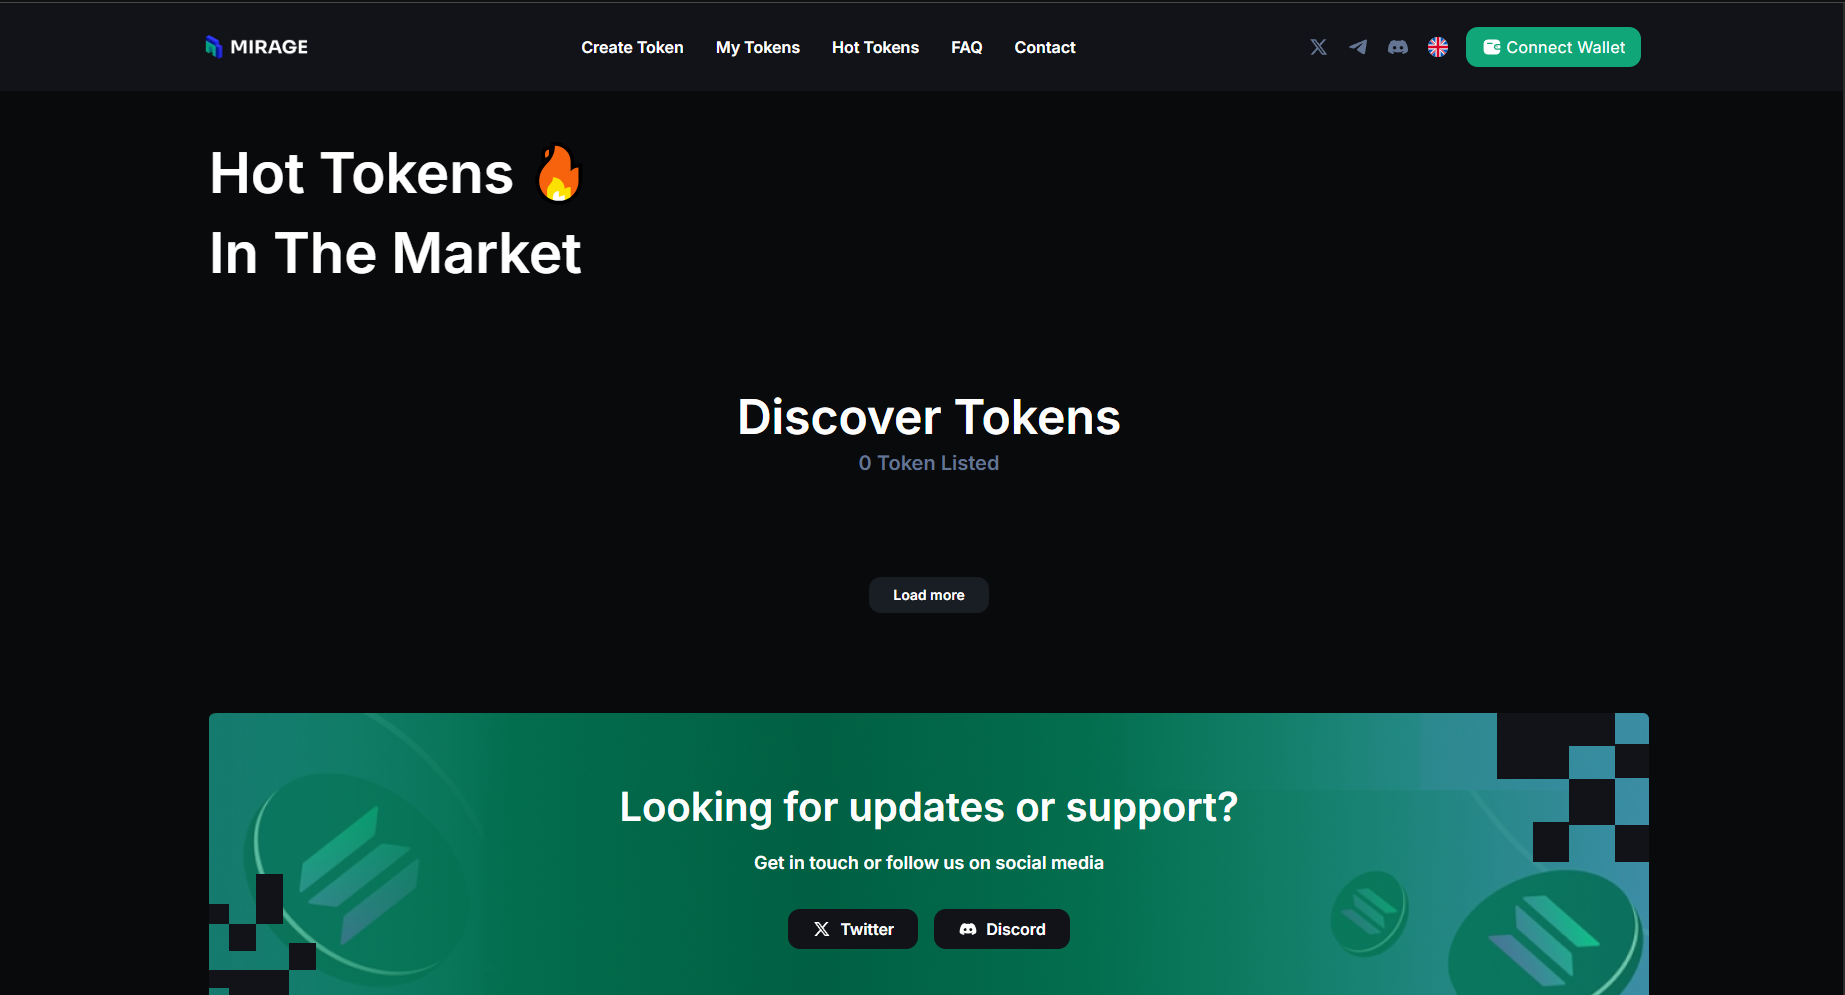 MIRAGE
Create Token
My Tokens
Hot Tokens
FAQ
Contact
Connect Wallet
Hot Tokens 🔥
In The Market
Discover Tokens
0 Token Listed
Load more
Looking for updates or support?
Get in touch or follow us on social media
Twitter
Discord